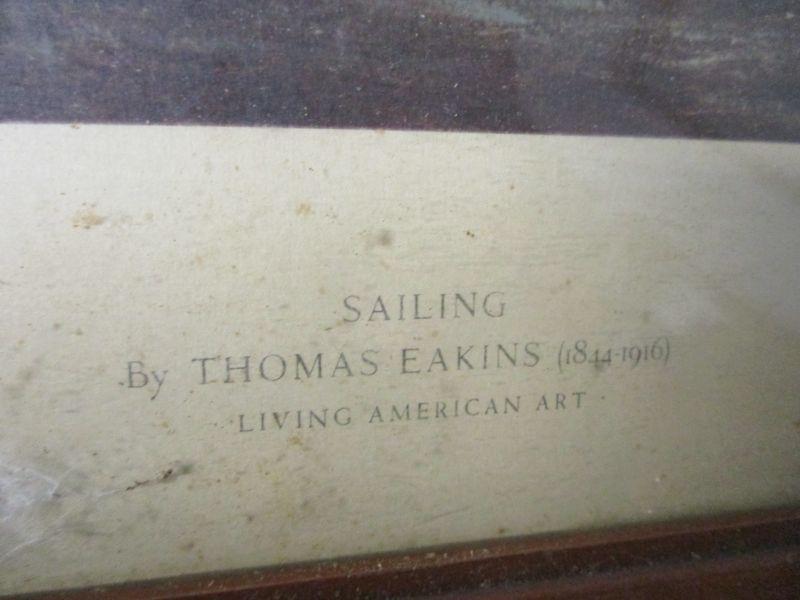 SAILING
By THOMAS EAKINS (1844-1916)
LIVING AMERICAN ART